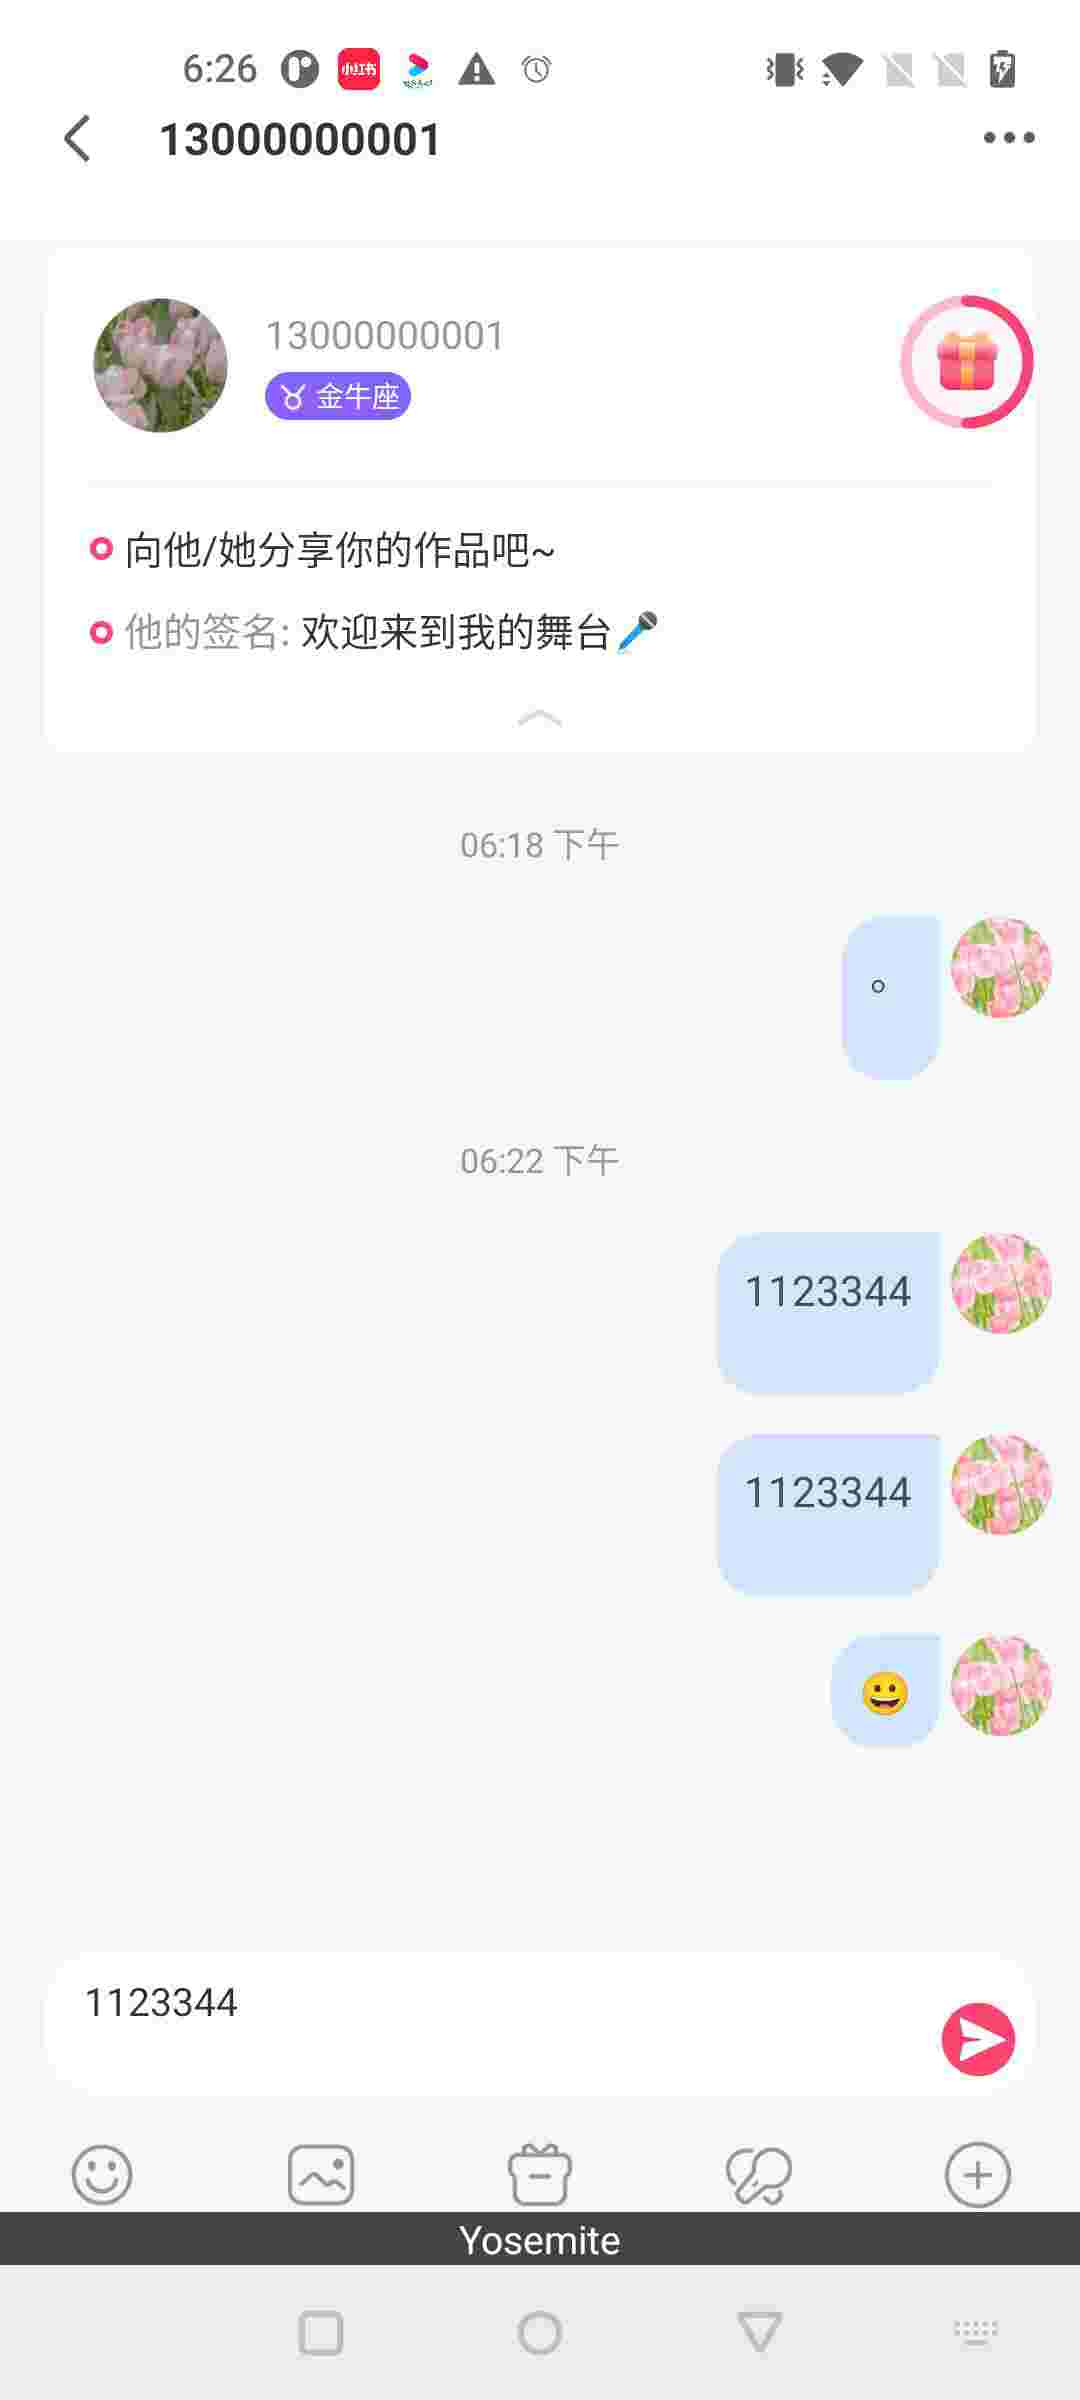 6:26
小红书
13000000001
13000000001
金牛座
向他/她分享你的作品吧~
他的签名: 欢迎来到我的舞台🎤
06:18 下午
。
06:22 下午
1123344
1123344
😀
1123344
Yosemite